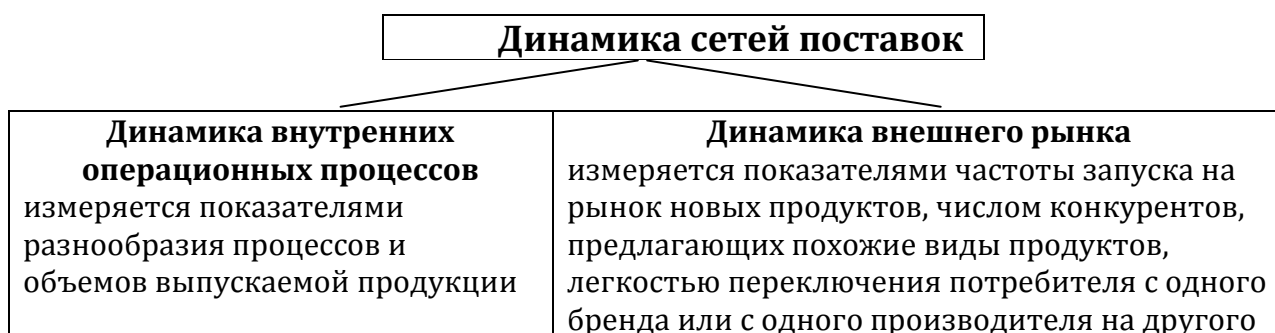 Динамика сетей поставок
Динамика внутренних
операционных процессов
измеряется показателями
разнообразия процессов и
объемов выпускаемой продукции
Динамика внешнего рынка
измеряется показателями частоты запуска на
рынок новых продуктов, числом конкурентов,
предлагающих похожие виды продуктов,
легкостью переключения потребителя с одного
бренда или с одного производителя на другого